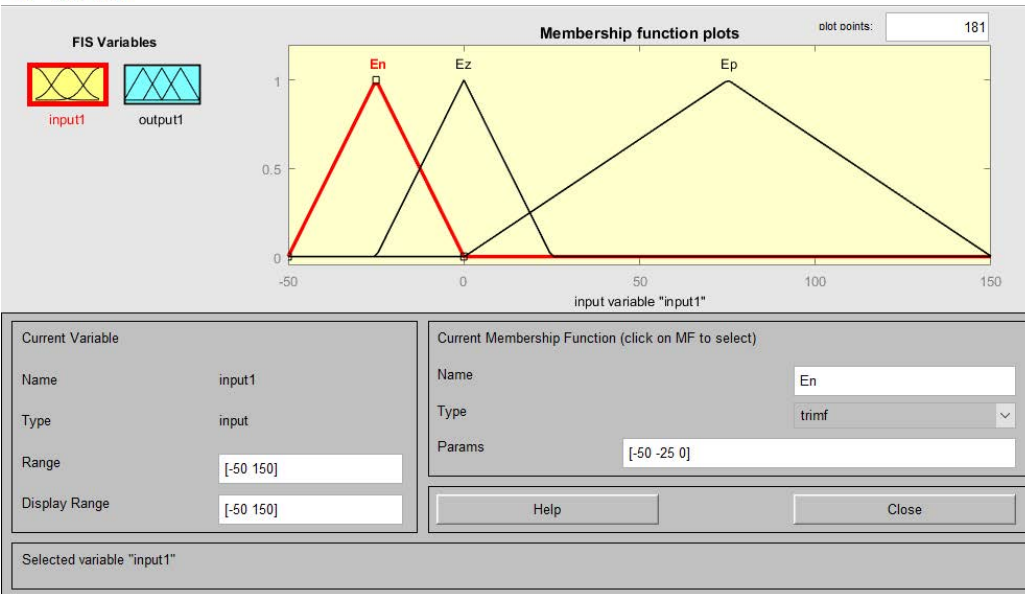 FIS Variables
input1
output1
Membership function plots
plot points:
181
En
Ez
Ep
1
0.5
0
-50
0
50
100
150
input variable "input1"
Current Variable
Name
input1
Type
input
Range
[-50 150]
Display Range
[-50 150]
Current Membership Function (click on MF to select)
Name
En
Type
trimf
Params
[-50 -25 0]
Help
Close
Selected variable "input1"